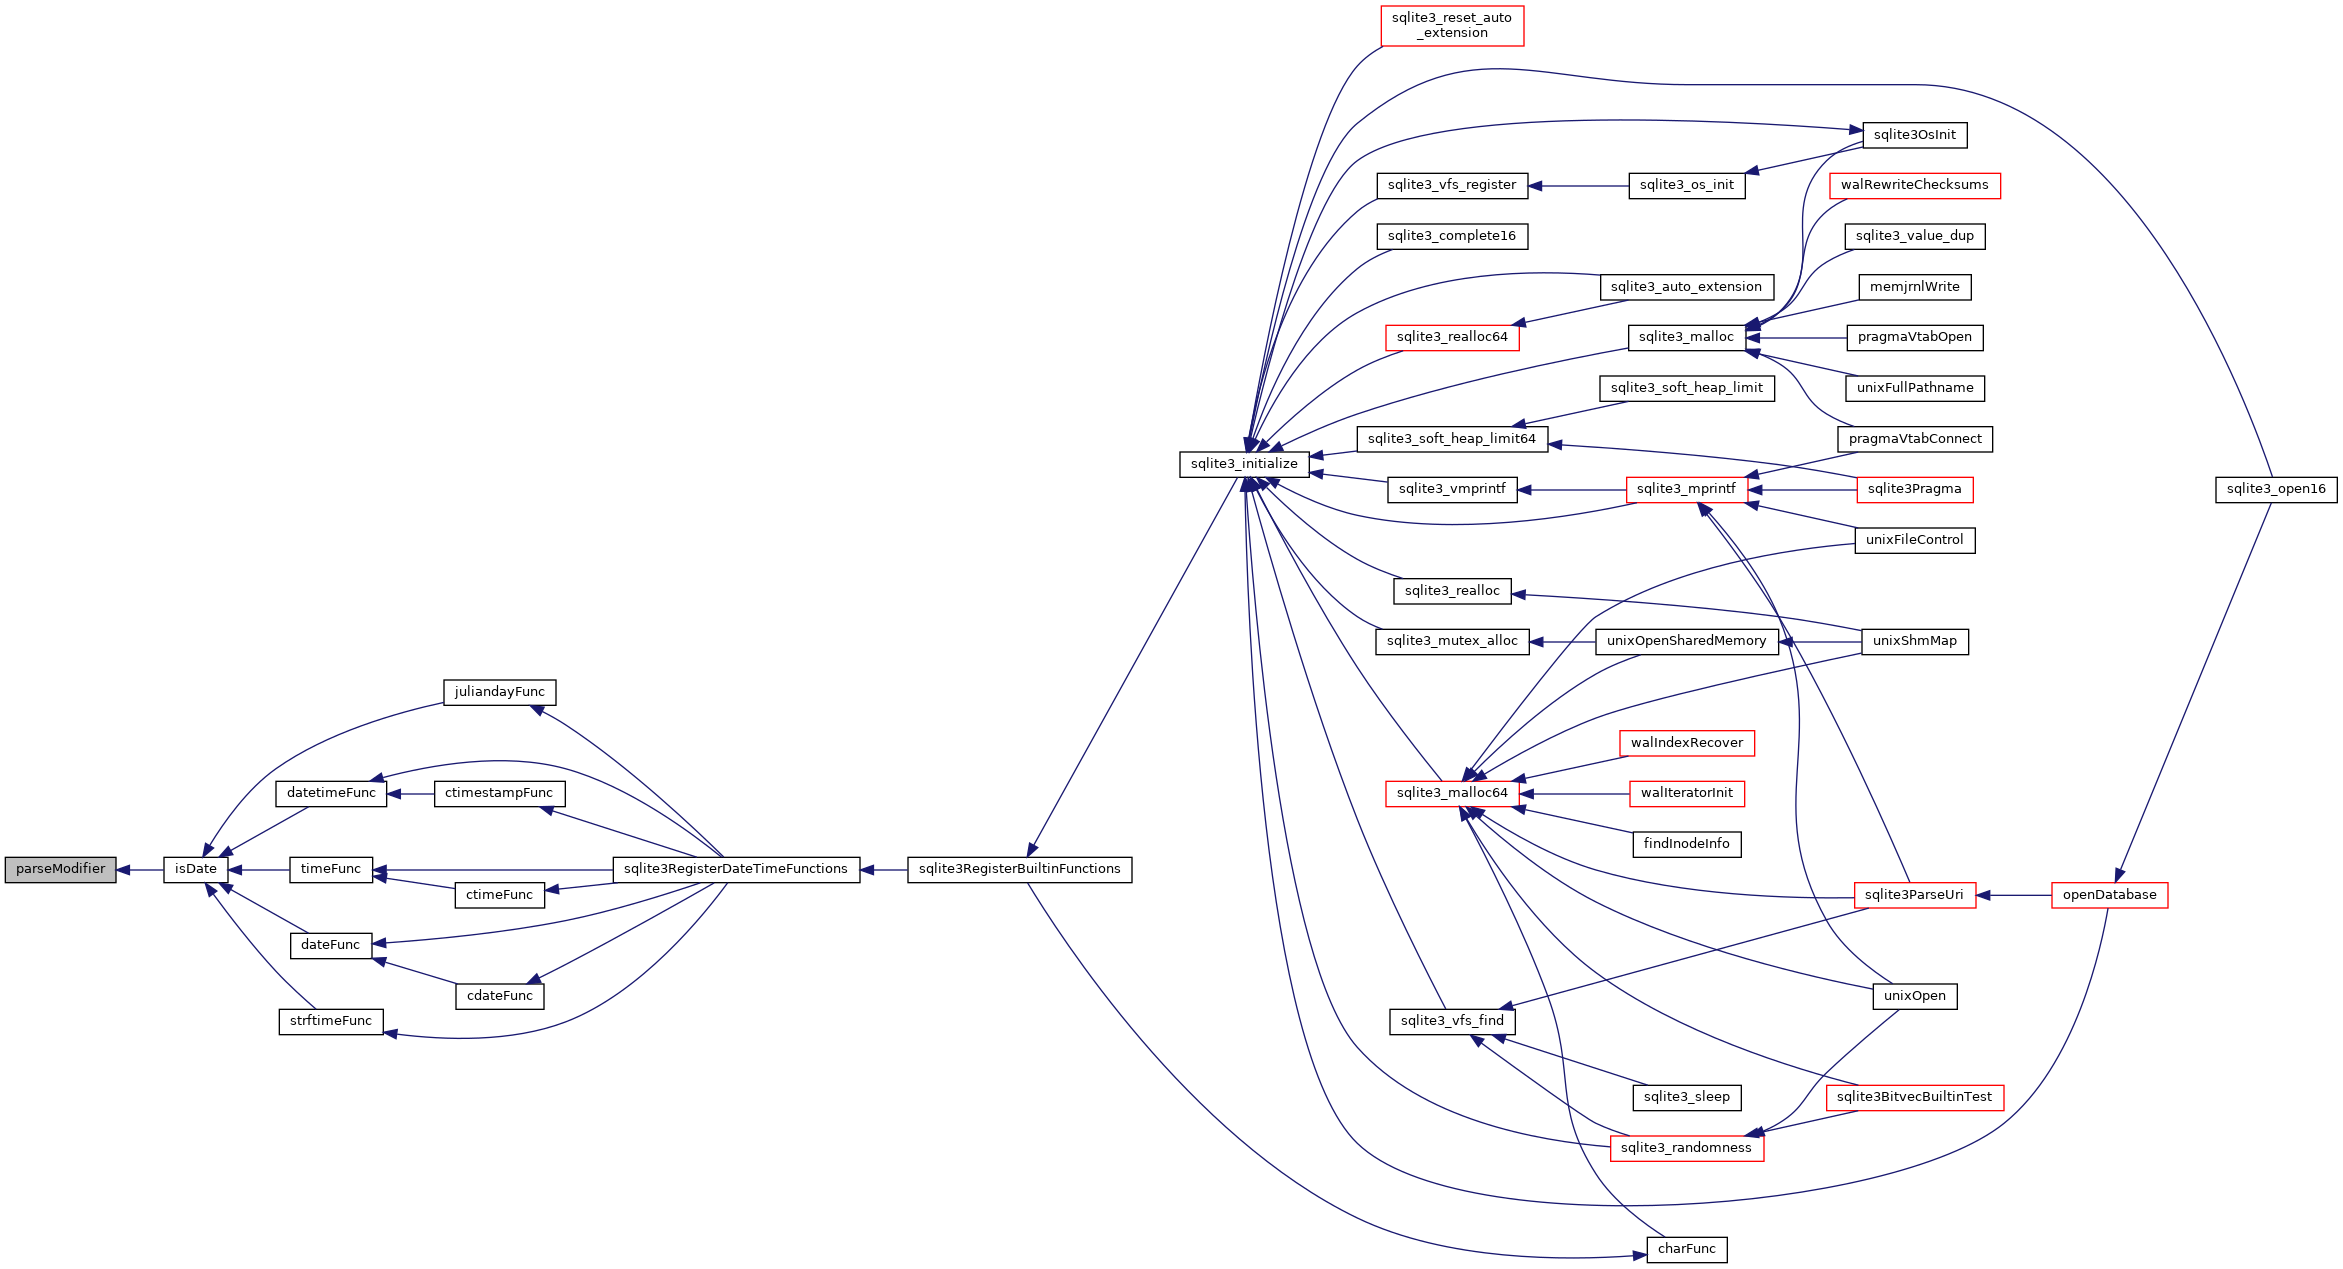 sqlite3_reset_auto
_extension
sqlite3OsInit
sqlite3_vfs_register
sqlite3_os_init
walRewriteChecksums
sqlite3_complete16
sqlite3_value_dup
sqlite3_auto_extension
memjrnlWrite
sqlite3_realloc64
sqlite3_malloc
pragmaVtabOpen
sqlite3_soft_heap_limit
unixFullPathname
sqlite3_soft_heap_limit64
pragmaVtabConnect
sqlite3_initialize
sqlite3_vmprintf
sqlite3_mprintf
sqlite3Pragma
sqlite3_open16
unixFileControl
sqlite3_realloc
sqlite3_mutex_alloc
unixOpenSharedMemory
unixShmMap
juliandayFunc
walIndexRecover
datetimeFunc
ctimestampFunc
sqlite3_malloc64
walIteratorInit
findInodeInfo
parseModifier
isDate
timeFunc
sqlite3RegisterDateTimeFunctions
sqlite3RegisterBuiltinFunctions
ctimeFunc
sqlite3ParseUri
openDatabase
dateFunc
cdateFunc
unixOpen
strftimeFunc
sqlite3_vfs_find
sqlite3_sleep
sqlite3BitvecBuiltinTest
sqlite3_randomness
charFunc